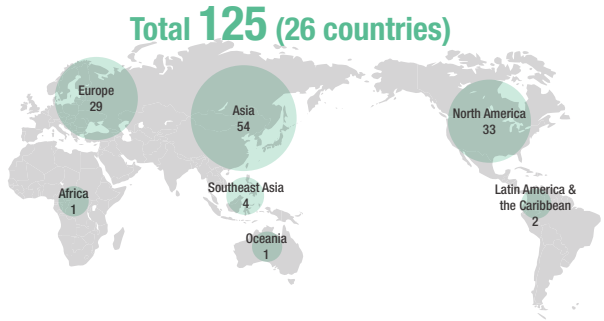 Total 125 (26 countries)
Europe
29
Asia
54
North America
33
Africa
1
Southeast Asia
4
Latin America &
the Caribbean
2
Oceania
1